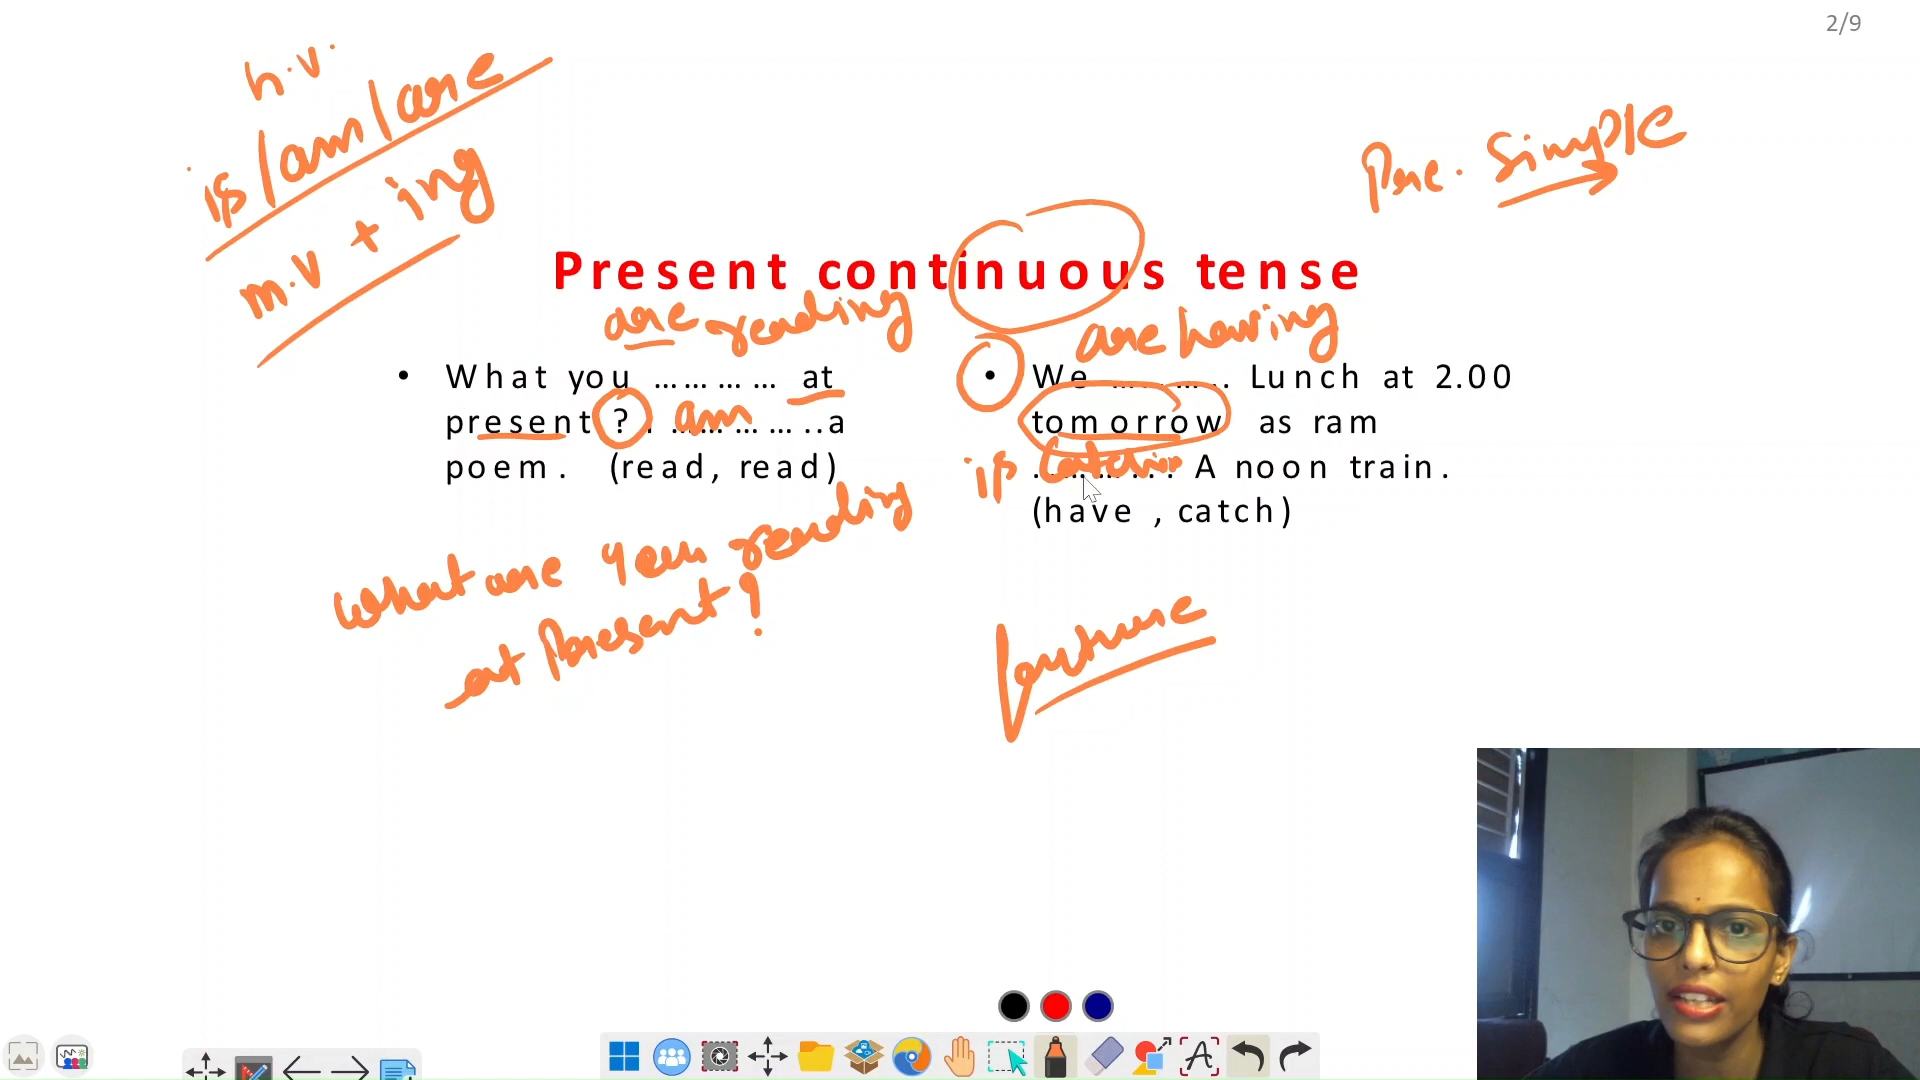 2/9
h.v.
is/am/are
m.v + ing
Pre. Simple
Present continuous tense
are reading
are having
• What you ………… at
present ? I ………….. a
am
poem. (read, read)
• We ………... Lunch at 2.00
tomorrow as ram
is
………... A noon train.
(have , catch)
what are you reading
at Present?
future